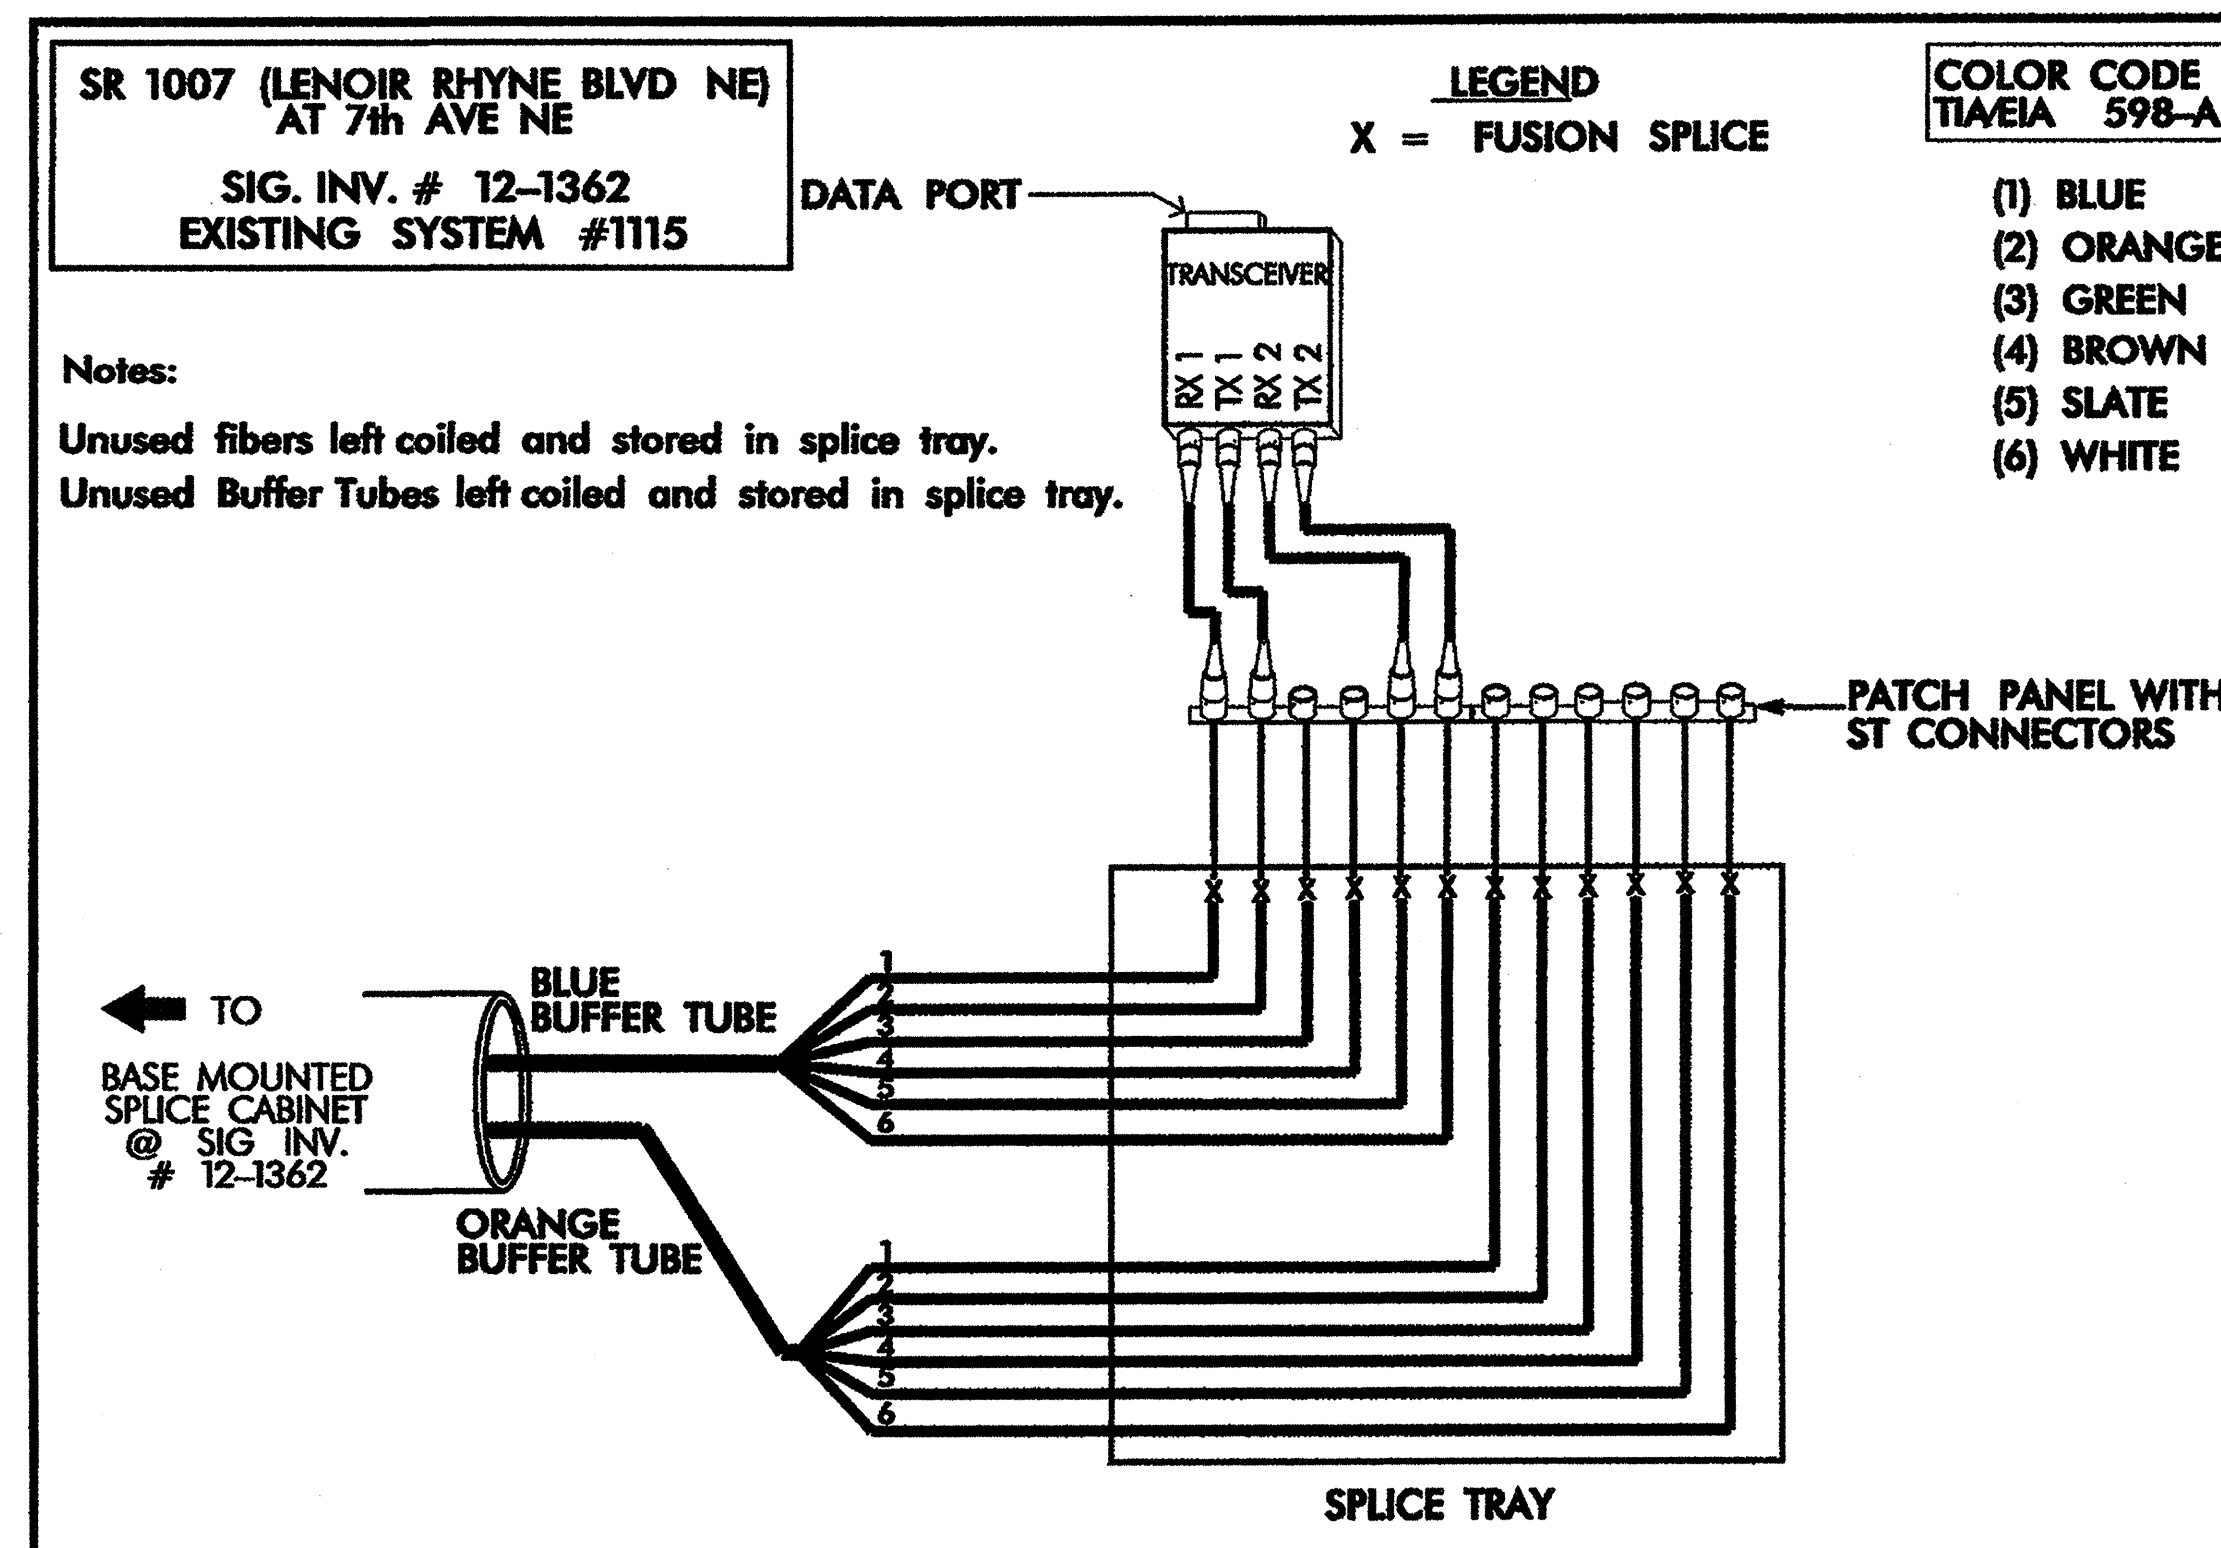 SR 1007 (LENOIR RHYNE BLVD NE)
AT 7th AVE NE
SIG. INV. # 12-1362
EXISTING SYSTEM #1115
LEGEND
X = FUSION SPLICE
COLOR CODE
TIA/EIA 598-A
(1) BLUE
(2) ORANGE
(3) GREEN
(4) BROWN
(5) SLATE
(6) WHITE
DATA PORT
TRANSCEIVER
RX 1
TX 1
RX 2
TX 2
Notes:
Unused fibers left coiled and stored in splice tray.
Unused Buffer Tubes left coiled and stored in splice tray.
PATCH PANEL WITH
ST CONNECTORS
X X X X X X X X X X X X
BLUE
BUFFER TUBE
1
2
3
4
5
6
TO
BASE MOUNTED
SPLICE CABINET
@ SIG INV.
# 12-1362
ORANGE
BUFFER TUBE
1
2
3
4
5
6
SPLICE TRAY